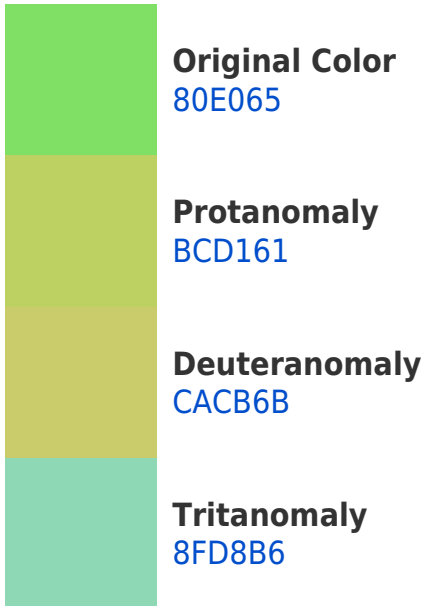 Original Color
80E065
Protanomaly
BCD161
Deuteranomaly
CACB6B
Tritanomaly
8FD8B6